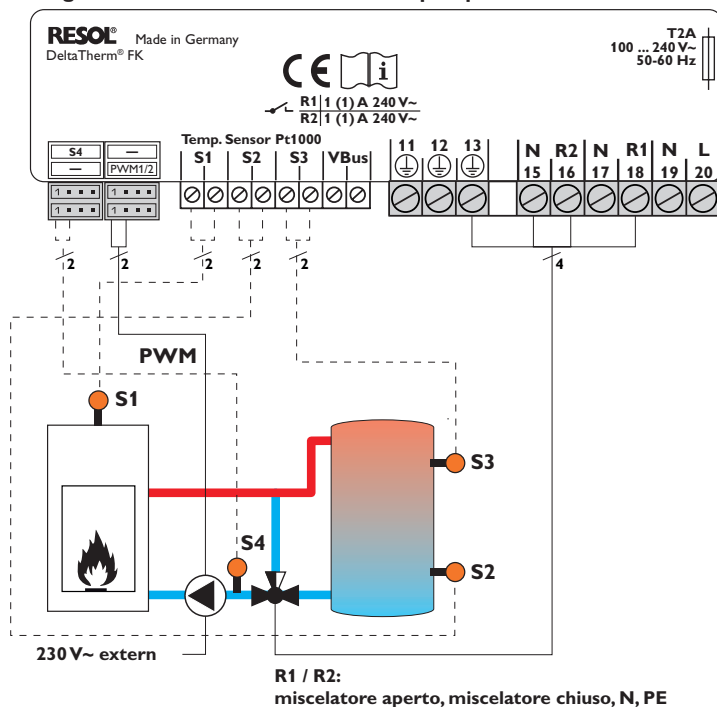 RESOL® Made in Germany
DeltaTherm® FK
T2A
100 ... 240 V~
50-60 Hz
CE
i
R1 1 (1) A 240 V~
R2 1 (1) A 240 V~
Temp. Sensor Pt1000
S4 —
— PWM1/2
S1 S2 S3 VBus
11 12 13
N R2 N R1 N L
15 16 17 18 19 20
1 1
1 1
2 2 2 2 2 4
PWM
S1
S3
S4
S2
230 V~ extern
R1 / R2:
miscelatore aperto, miscelatore chiuso, N, PE